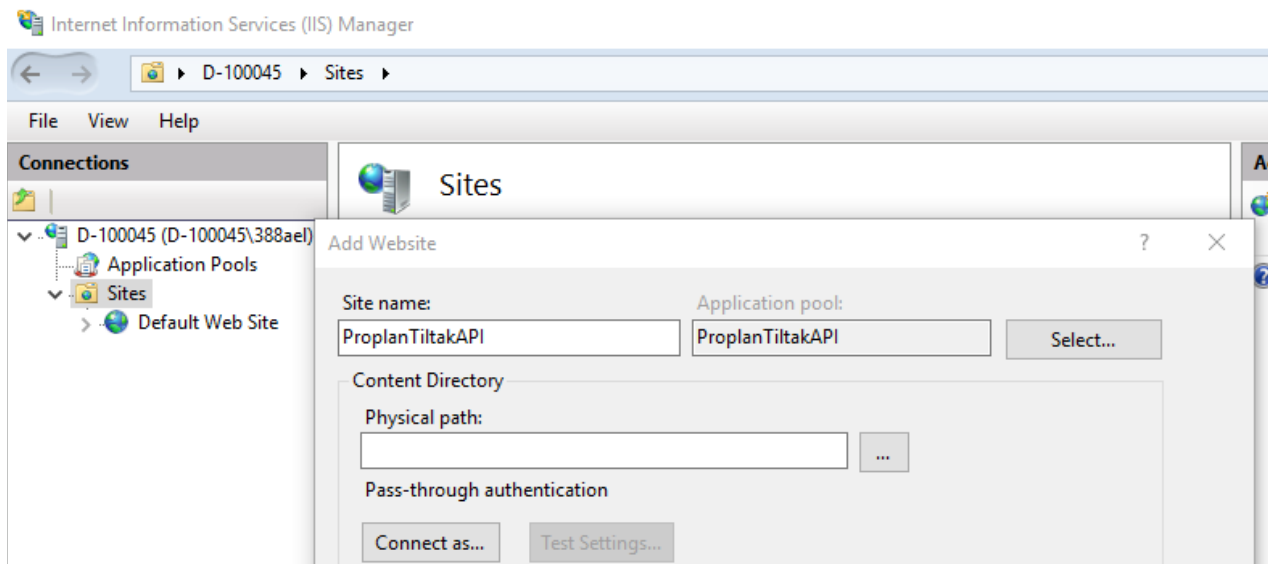 Internet Information Services (IIS) Manager
D-100045 Sites
File View Help
Connections
Sites
D-100045 (D-100045\388ael)
Application Pools
Sites
Default Web Site
Add Website ?
Site name: Application pool:
ProplanTiltakAPI ProplanTiltakAPI Select...
Content Directory
Physical path:
...
Pass-through authentication
Connect as... Test Settings...